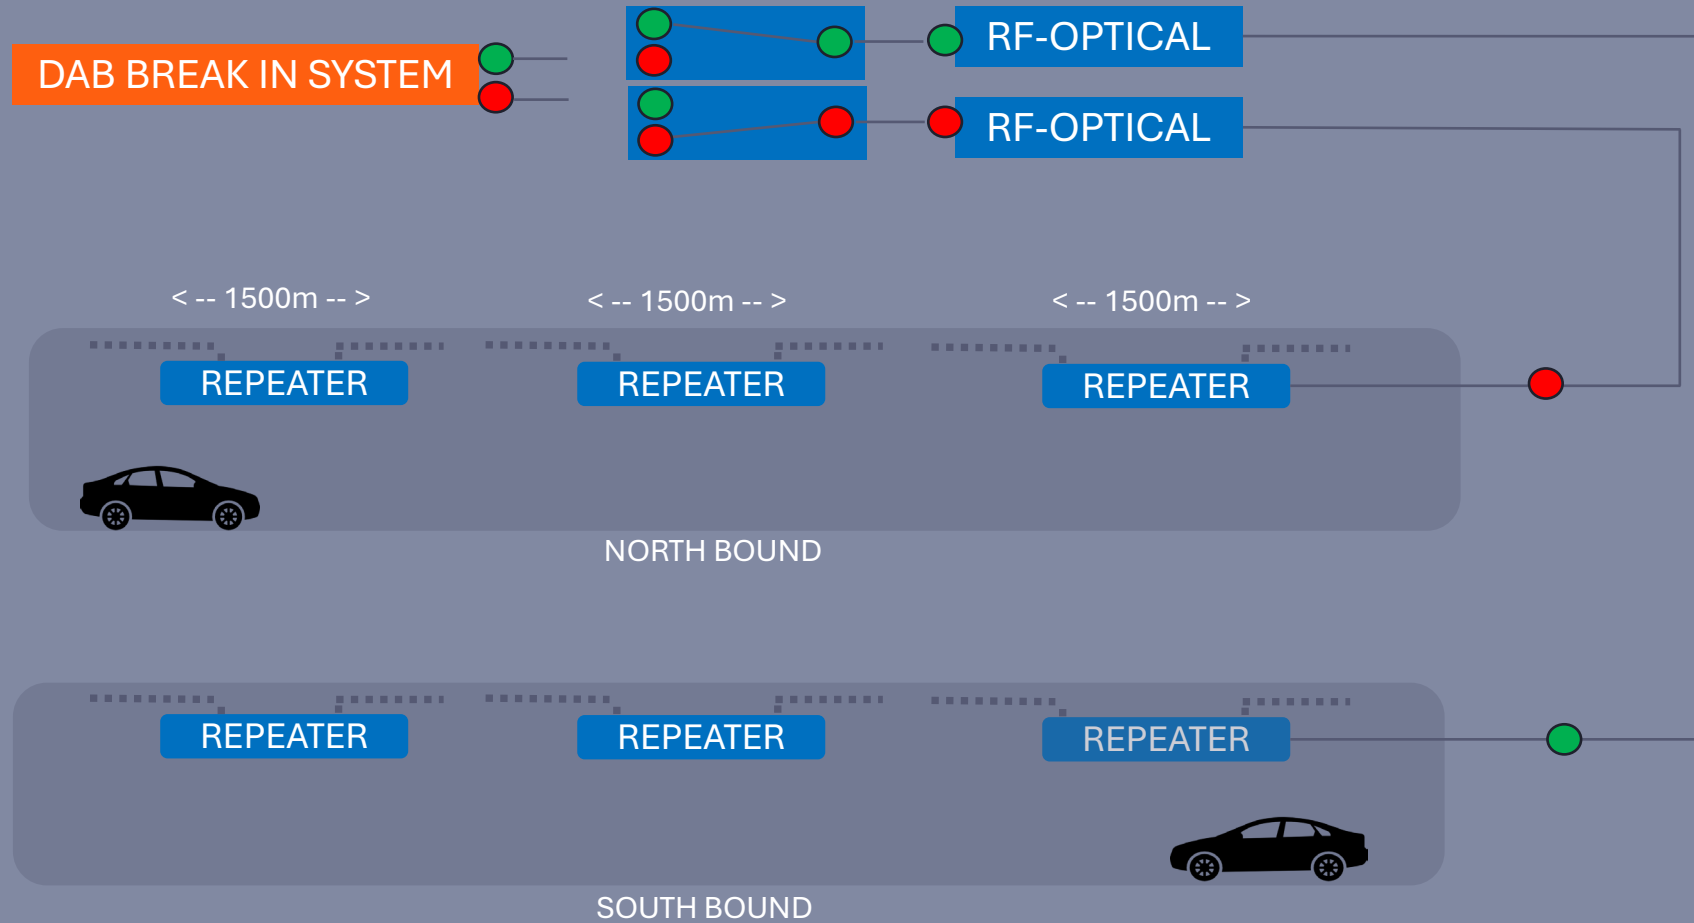 RF-OPTICAL
DAB BREAK IN SYSTEM
RF-OPTICAL
< -- 1500m -- >
< -- 1500m -- >
< -- 1500m -- >
REPEATER
REPEATER
REPEATER
NORTH BOUND
REPEATER
REPEATER
REPEATER
SOUTH BOUND